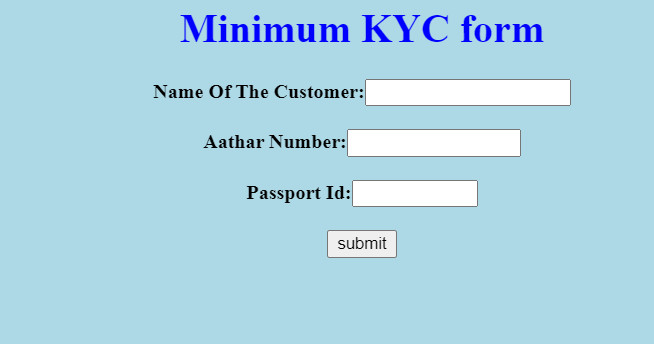 Minimum KYC form
Name Of The Customer:
Aathar Number:
Passport Id:
submit